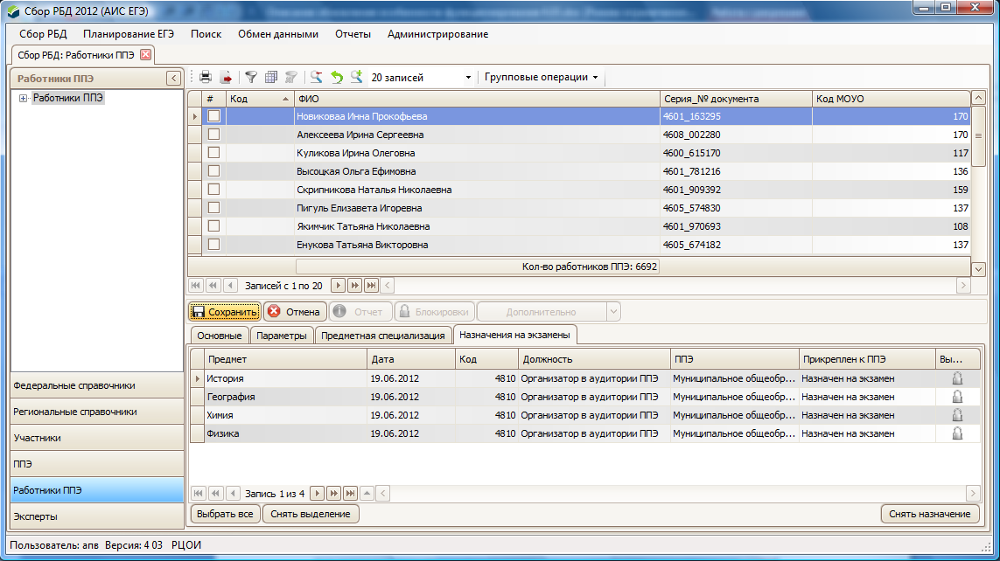 Сбор РБД 2012 (АИС ЕГЭ)
Сбор РБД Планирование ЕГЭ Поиск Обмен данными Отчеты Администрирование
Сбор РБД: Работники ППЭ
Работники ППЭ
20 записей Групповые операции
Работники ППЭ
# Код ФИО Серия_№ документа Код МОУО
Новиковаа Инна Прокофьева 4601_163295 170
Алексеева Ирина Сергеевна 4608_002280 170
Куликова Ирина Олеговна 4600_615170 117
Высоцкая Ольга Ефимовна 4601_781216 136
Скрипникова Наталья Николаевна 4601_909392 159
Пигуль Елизавета Игоревна 4605_574830 137
Якимчик Татьяна Николаевна 4601_970693 108
Енукова Татьяна Викторовна 4605_674182 137
Кол-во работников ППЭ: 6692
Записей с 1 по 20
Сохранить Отмена Отчет Блокировки Дополнительно
Основные Параметры Предметная специализация Назначения на экзамены
Предмет Дата Код Должность ППЭ Прикреплен к ППЭ Вы...
История 19.06.2012 4810 Организатор в аудитории ППЭ Муниципальное общеобр... Назначен на экзамен
География 19.06.2012 4810 Организатор в аудитории ППЭ Муниципальное общеобр... Назначен на экзамен
Химия 19.06.2012 4810 Организатор в аудитории ППЭ Муниципальное общеобр... Назначен на экзамен
Физика 19.06.2012 4810 Организатор в аудитории ППЭ Муниципальное общеобр... Назначен на экзамен
Запись 1 из 4
Выбрать все Снять выделение Снять назначение
Федеральные справочники
Региональные справочники
Участники
ППЭ
Работники ППЭ
Эксперты
Пользователь: апв Версия: 4 03 РЦОИ